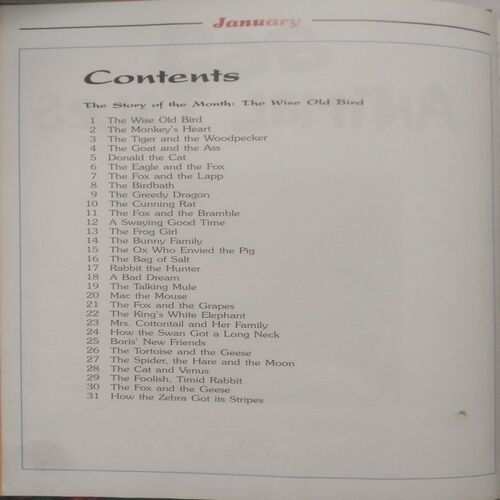 January
Contents
The Story of the Month: The Wise Old Bird
1 The Wise Old Bird
2 The Monkey's Heart
3 The Tiger and the Woodpecker
4 The Goat and the Ass
5 Donald the Cat
6 The Eagle and the Fox
7 The Fox and the Lapp
8 The Birdbath
9 The Greedy Dragon
10 The Cunning Rat
11 The Fox and the Bramble
12 A Swaying Good Time
13 The Frog Girl
14 The Bunny Family
15 The Ox Who Envied the Pig
16 The Bag of Salt
17 Rabbit the Hunter
18 A Bad Dream
19 The Talking Mule
20 Mac the Mouse
21 The Fox and the Grapes
22 The King's White Elephant
23 Mrs. Cottontail and Her Family
24 How the Swan Got a Long Neck
25 Boris' New Friends
26 The Tortoise and the Geese
27 The Spider, the Hare and the Moon
28 The Cat and Venus
29 The Foolish, Timid Rabbit
30 The Fox and the Geese
31 How the Zebra Got its Stripes